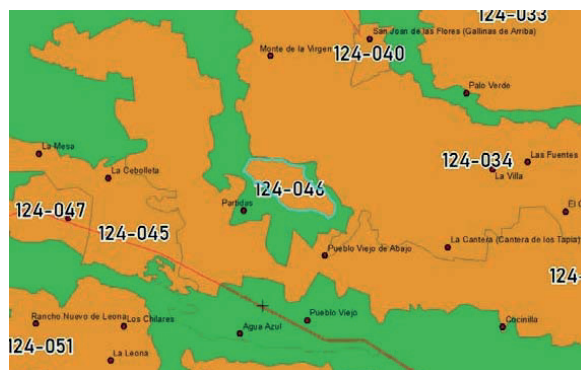 124-033
San Joan de las Flores (Gallinas de Arriba)
124-040
Monte de la Virgen
Palo Verde
La Mesa
La Cebolleta
124-046
124-034
Las Fuentes
La Villa
Partidas
124-047
124-045
La Cantera (Cantera de los Tapia)
Pueblo Viejo de Abajo
124-
Rancho Nuevo de Leona
Los Chilares
Agua Azul
Pueblo Viejo
Cocinilla
124-051
La Leona